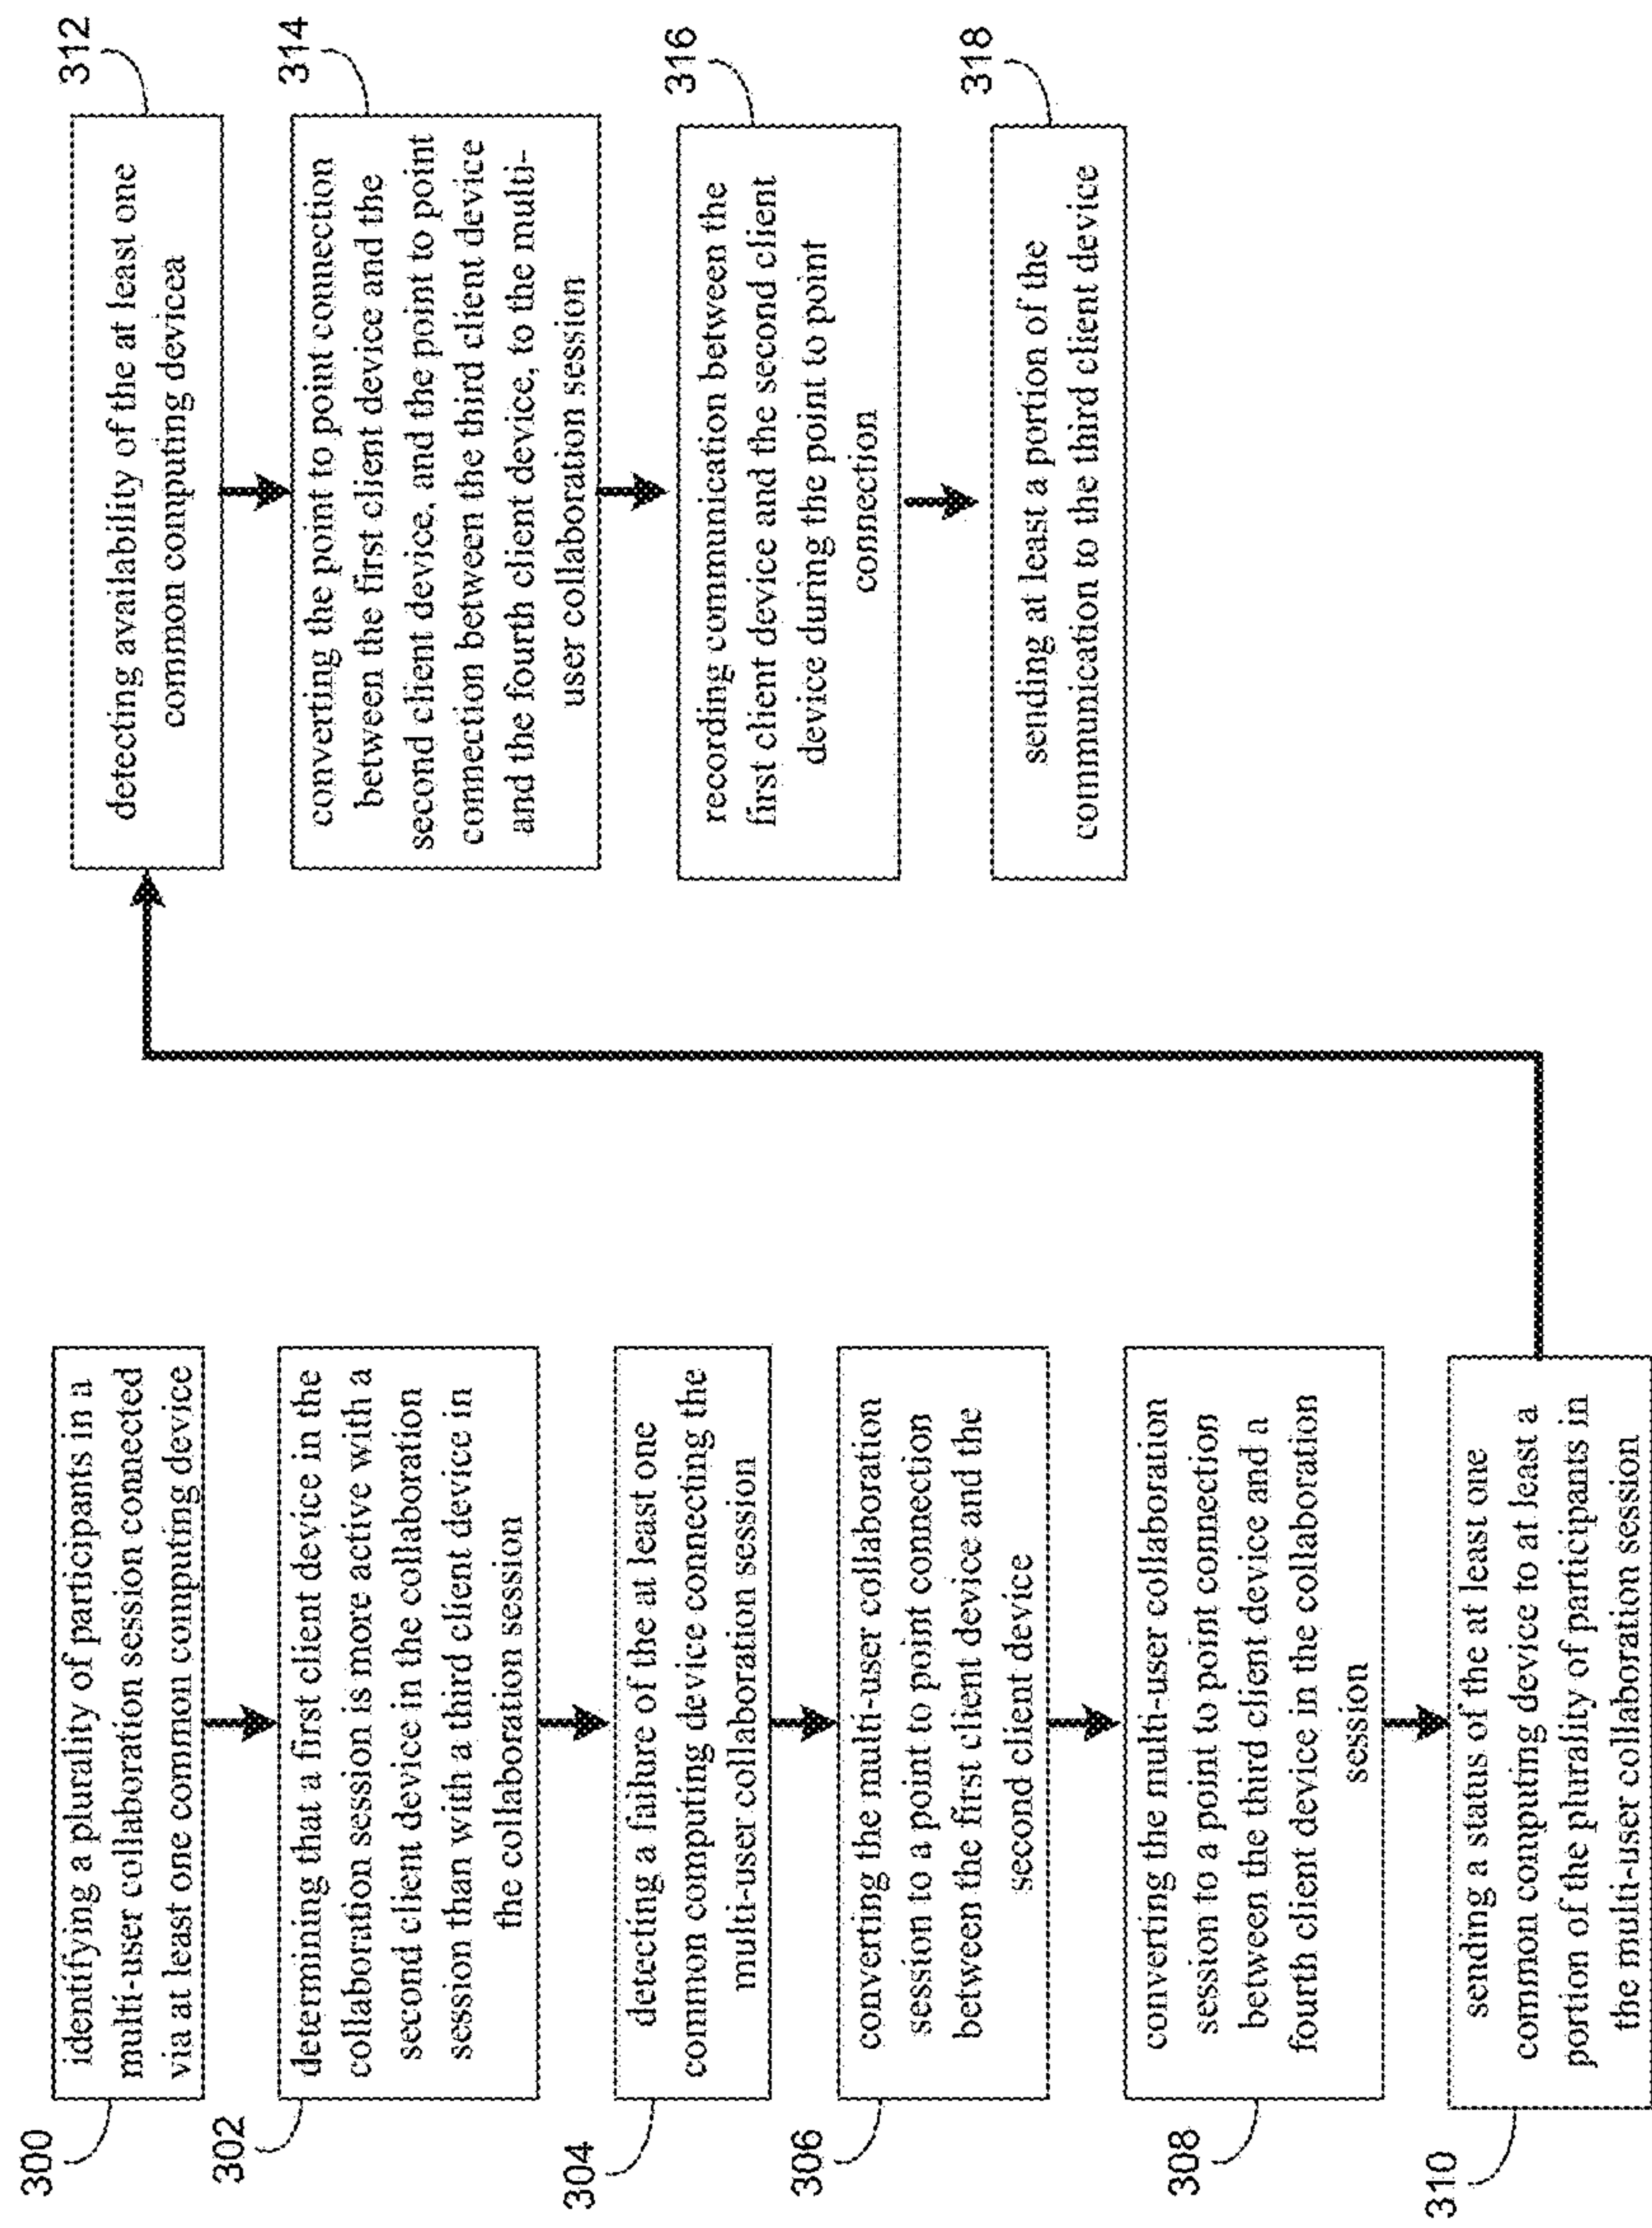 300
identifying a plurality of participants in a
multi-user collaboration session connected
via at least one common computing device
302
determining that a first client device in the
collaboration session is more active with a
second client device in the collaboration
session than with a third client device in
the collaboration session
304
detecting a failure of the at least one
common computing device connecting the
multi-user collaboration session
306
converting the multi-user collaboration
session to a point to point connection
between the first client device and the
second client device
308
converting the multi-user collaboration
session to a point to point connection
between the third client device and a
fourth client device in the collaboration
session
310
sending a status of the at least one
common computing device to at least a
portion of the plurality of participants in
the multi-user collaboration session
312
detecting availability of the at least one
common computing devicea
314
converting the point to point connection
between the first client device and the
second client device, and the point to point
connection between the third client device
and the fourth client device, to the multi-
user collaboration session
316
recording communication between the
first client device and the second client
device during the point to point
connection
318
sending at least a portion of the
communication to the third client device